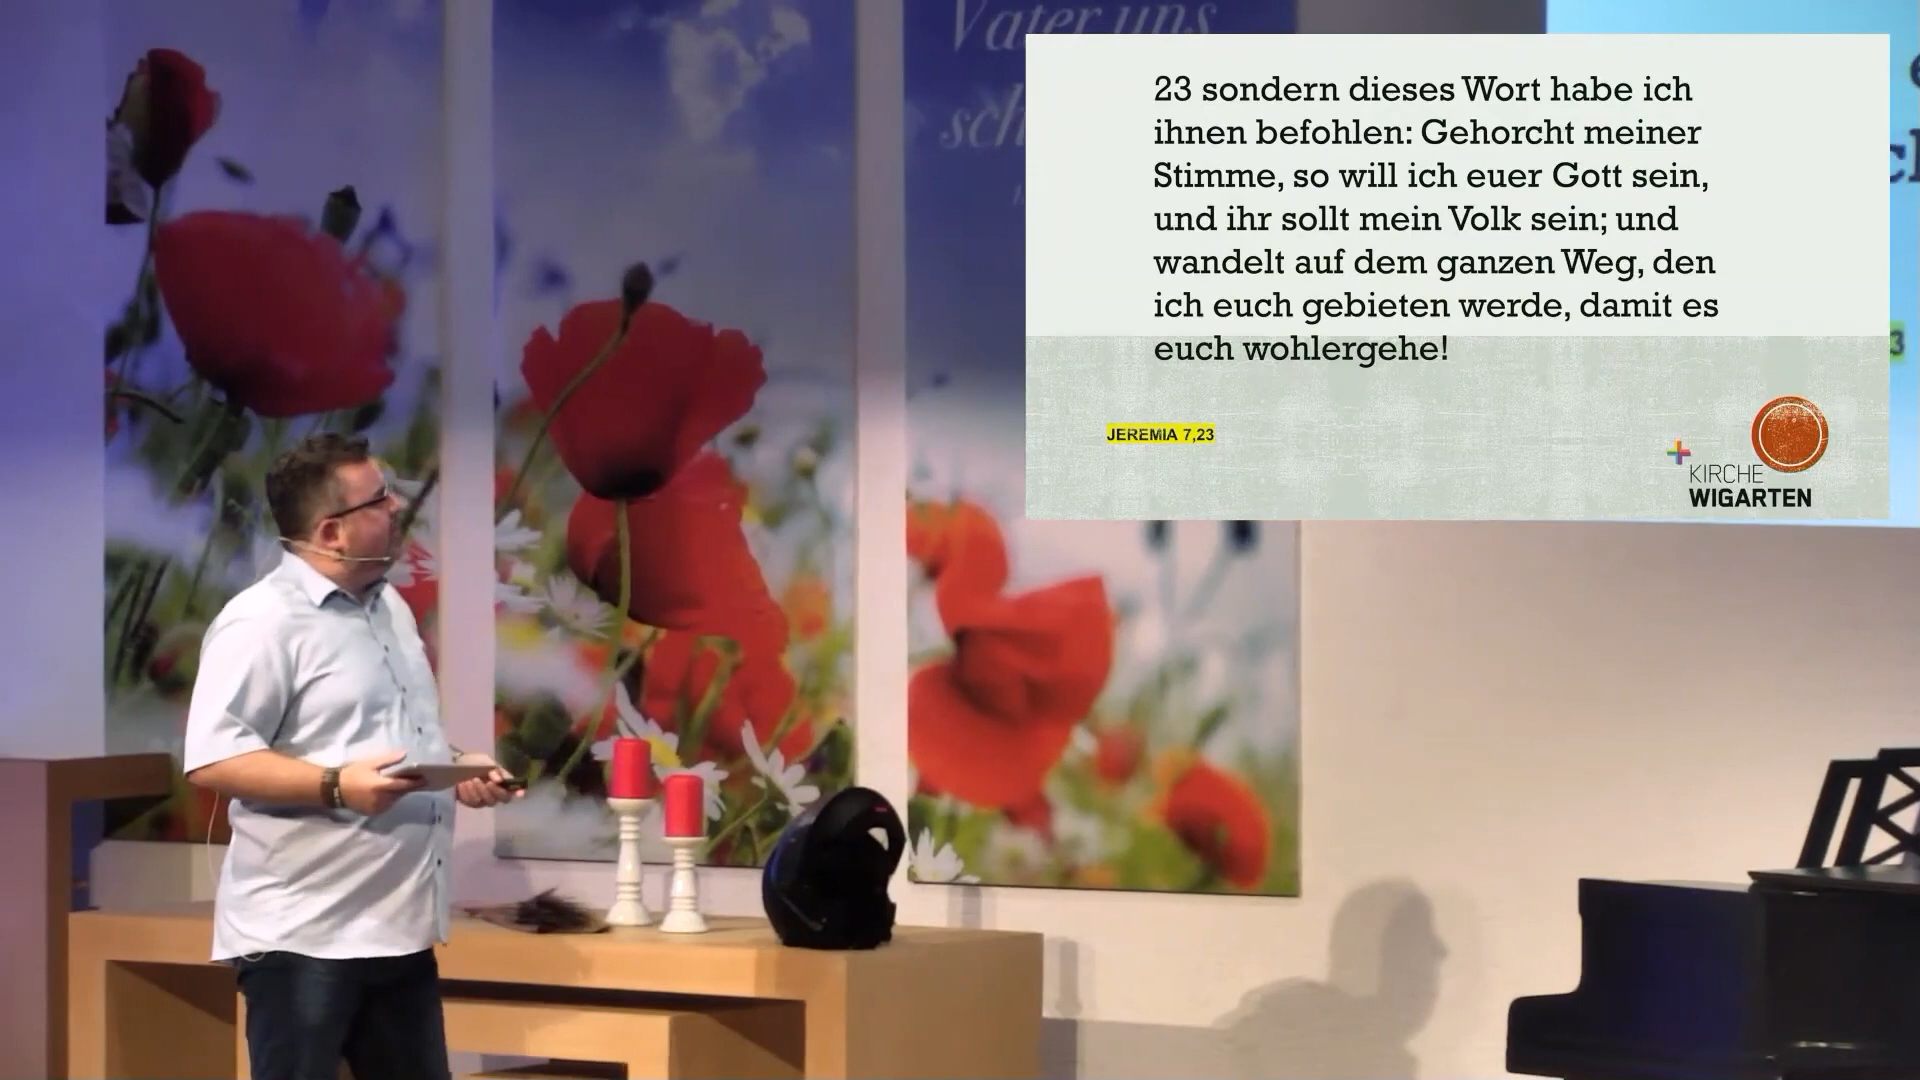 Vater uns
sch
23 sondern dieses Wort habe ich
ihnen befohlen: Gehorcht meiner
Stimme, so will ich euer Gott sein,
und ihr sollt mein Volk sein; und
wandelt auf dem ganzen Weg, den
ich euch gebieten werde, damit es
euch wohlergehe!
JEREMIA 7,23
KIRCHE
WIGARTEN
3